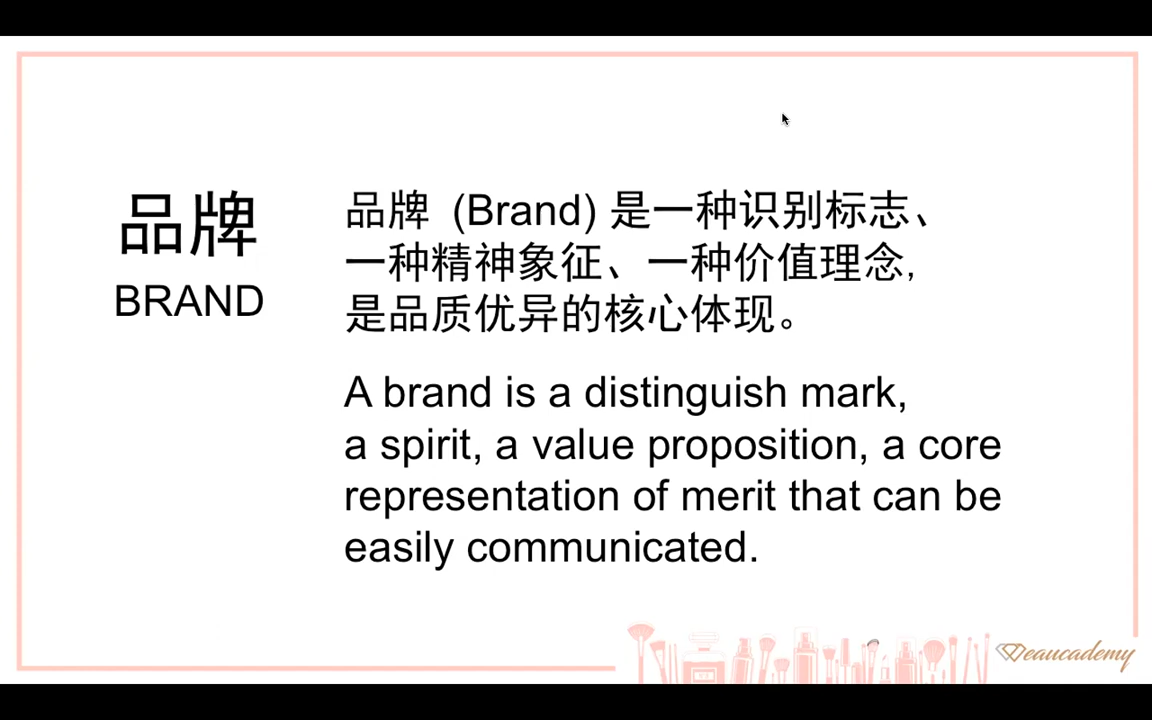 品牌
BRAND
品牌 (Brand) 是一种识别标志、
一种精神象征、一种价值理念,
是品质优异的核心体现。
A brand is a distinguish mark,
a spirit, a value proposition, a core
representation of merit that can be
easily communicated.
Beaucademy